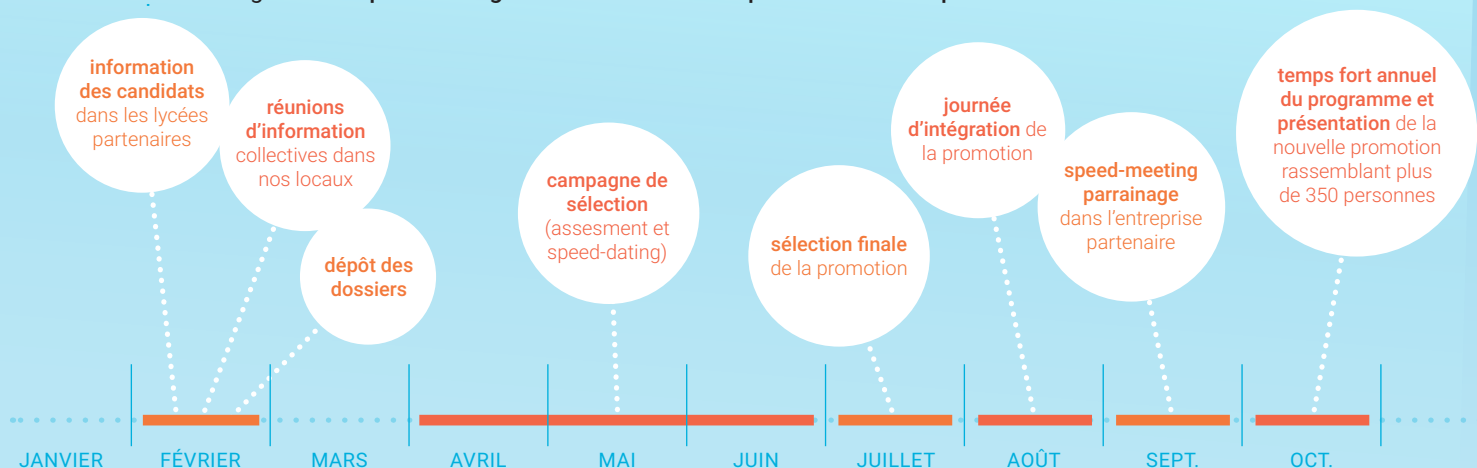 information
des candidats
dans les lycées
partenaires
réunions
d'information
collectives dans
nos locaux
dépôt des
dossiers
campagne de
sélection
(assesment et
speed-dating)
sélection finale
de la promotion
journée
d'intégration de
la promotion
speed-meeting
parrainage
dans l'entreprise
partenaire
temps fort annuel
du programme et
présentation de la
nouvelle promotion
rassemblant plus
de 350 personnes
JANVIER
FÉVRIER
MARS
AVRIL
MAI
JUIN
JUILLET
AOÛT
SEPT.
OCT.